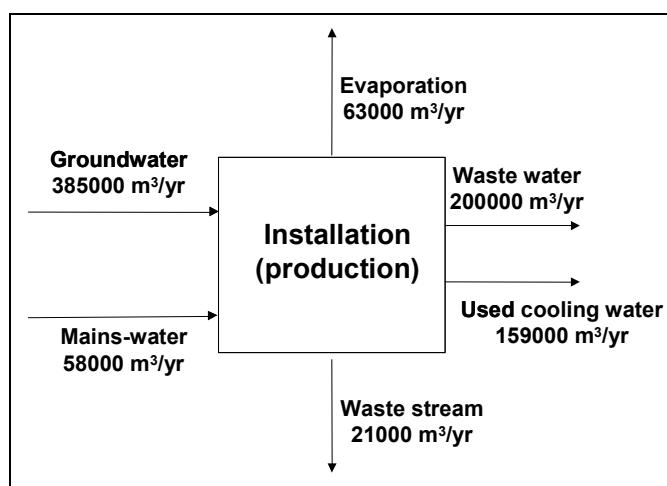 Evaporation
63000 m³/yr
Groundwater
385000 m³/yr
Waste water
200000 m³/yr
Installation
(production)
Mains-water
58000 m³/yr
Used cooling water
159000 m³/yr
Waste stream
21000 m³/yr